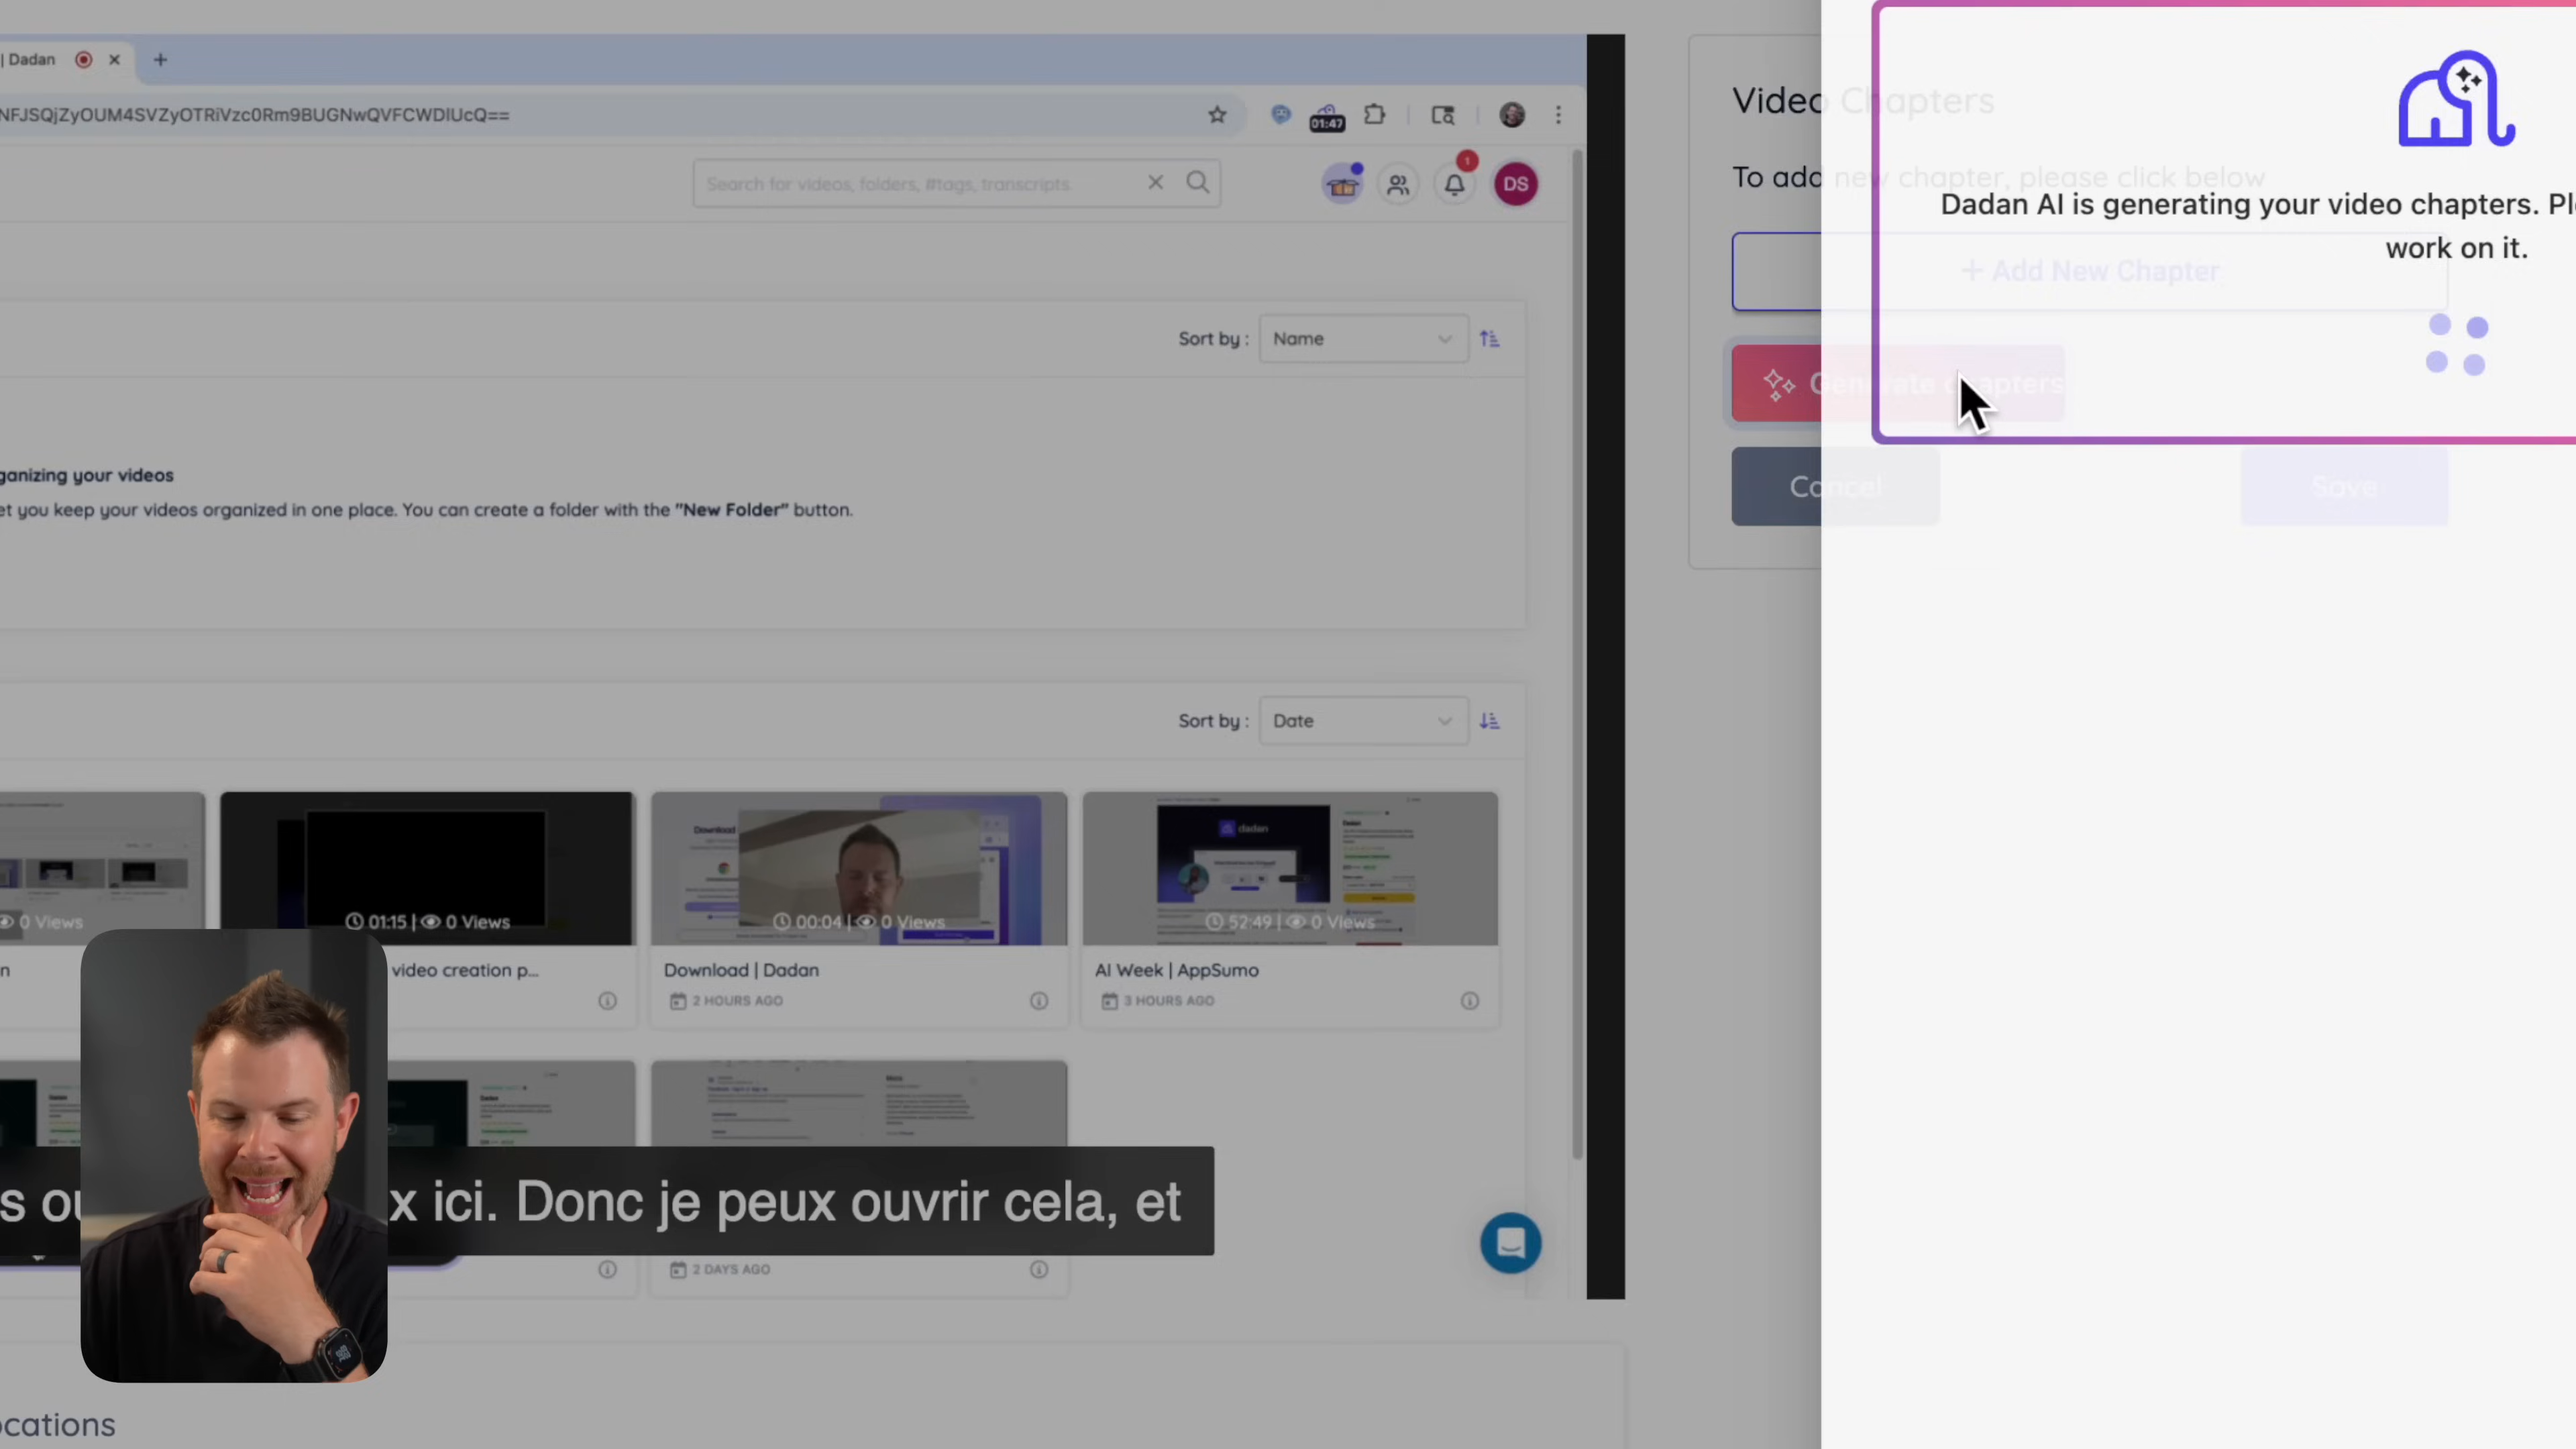 | Dadan
NFJSQjZyOUM4SVZyOTRiVzc0Rm9BUGNwQVFCWDlUcQ==
01:47
Search for videos, folders, #tags, transcripts
1
DS
Sort by :
Name
ganizing your videos
et you keep your videos organized in one place. You can create a folder with the "New Folder" button.
Sort by :
Date
0 Views
01:15 | 0 Views
00:04 | 0 Views
52:49 | 0 Views
Download
dadan
Dadan
n
video creation p...
Download | Dadan
AI Week | AppSumo
2 HOURS AGO
3 HOURS AGO
s ou
x ici. Donc je peux ouvrir cela, et
2 DAYS AGO
ocations
Video Chapters
To add new chapter, please click below
+ Add New Chapter
Generate chapters
Cancel
Save
Dadan AI is generating your video chapters. Pl
work on it.